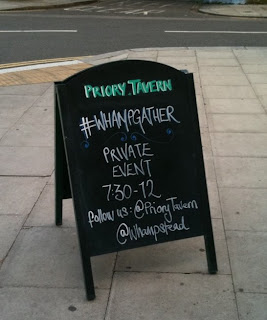 PRIORY TAVERN
#WHAMPGATHER
PRIVATE
EVENT
7:30-12
follow us: @PrioryTavern
@Whampstead